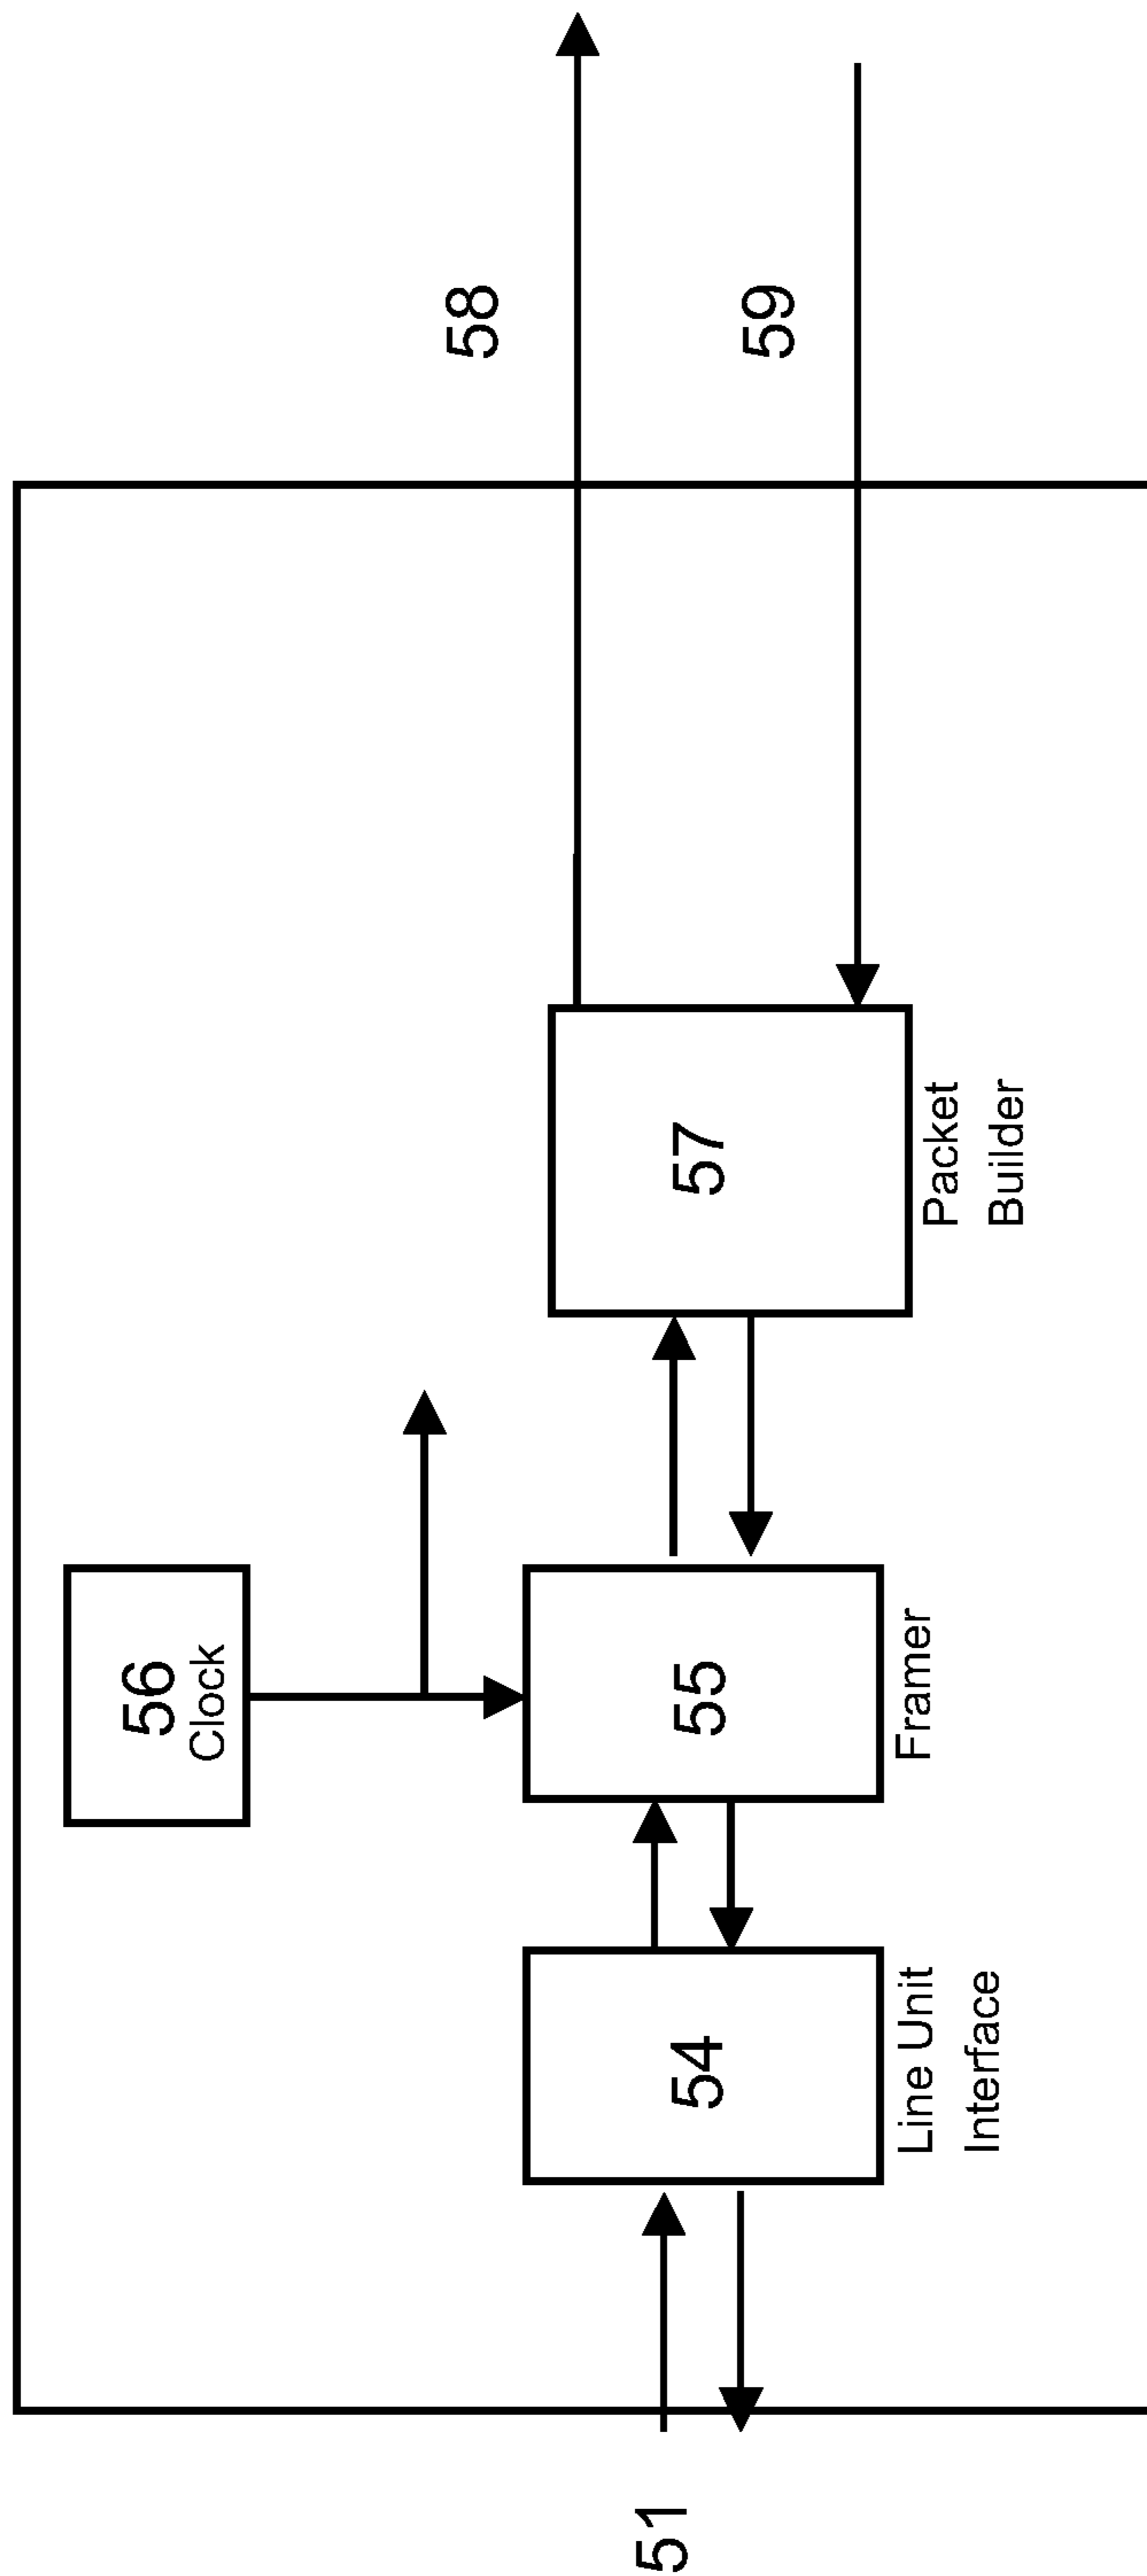 56
Clock
58
59
51
54
Line Unit
Interface
55
Framer
57
Packet
Builder